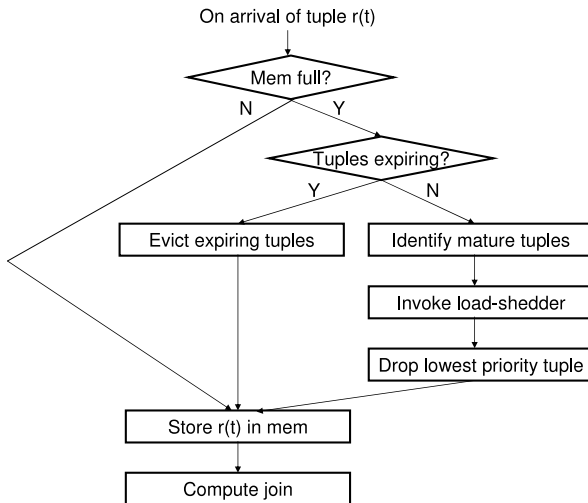 On arrival of tuple r(t)
Mem full?
N
Y
Tuples expiring?
Y
N
Evict expiring tuples
Identify mature tuples
Invoke load-shedder
Drop lowest priority tuple
Store r(t) in mem
Compute join